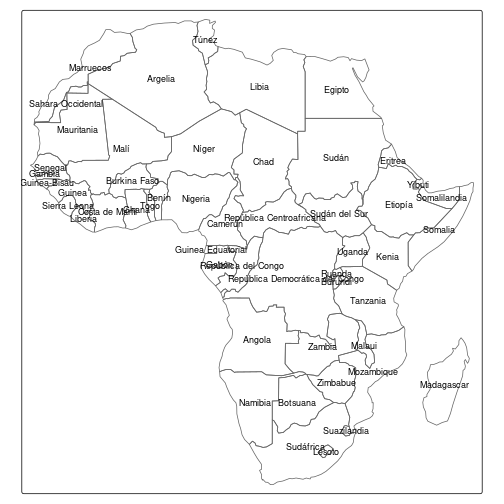 Túnez
Marruecos
Argelia
Libia
Egipto
Sahara Occidental
Mauritania
Malí
Níger
Chad
Sudán
Eritrea
Senegal
Gambia
Guinea-Bisáu
Guinea
Burkina Faso
Yibuti
Somalilandia
Sierra Leona
Liberia
Costa de Marfil
Ghana
Togo
Benín
Nigeria
Camerún
República Centroafricana
Sudán del Sur
Etiopía
Somalia
Guinea Ecuatorial
Gabón
República del Congo
República Democrática del Congo
Uganda
Kenia
Ruanda
Burundi
Tanzania
Angola
Zambia
Malaui
Mozambique
Zimbabue
Madagascar
Namibia
Botsuana
Suazilandia
Sudáfrica
Lesoto